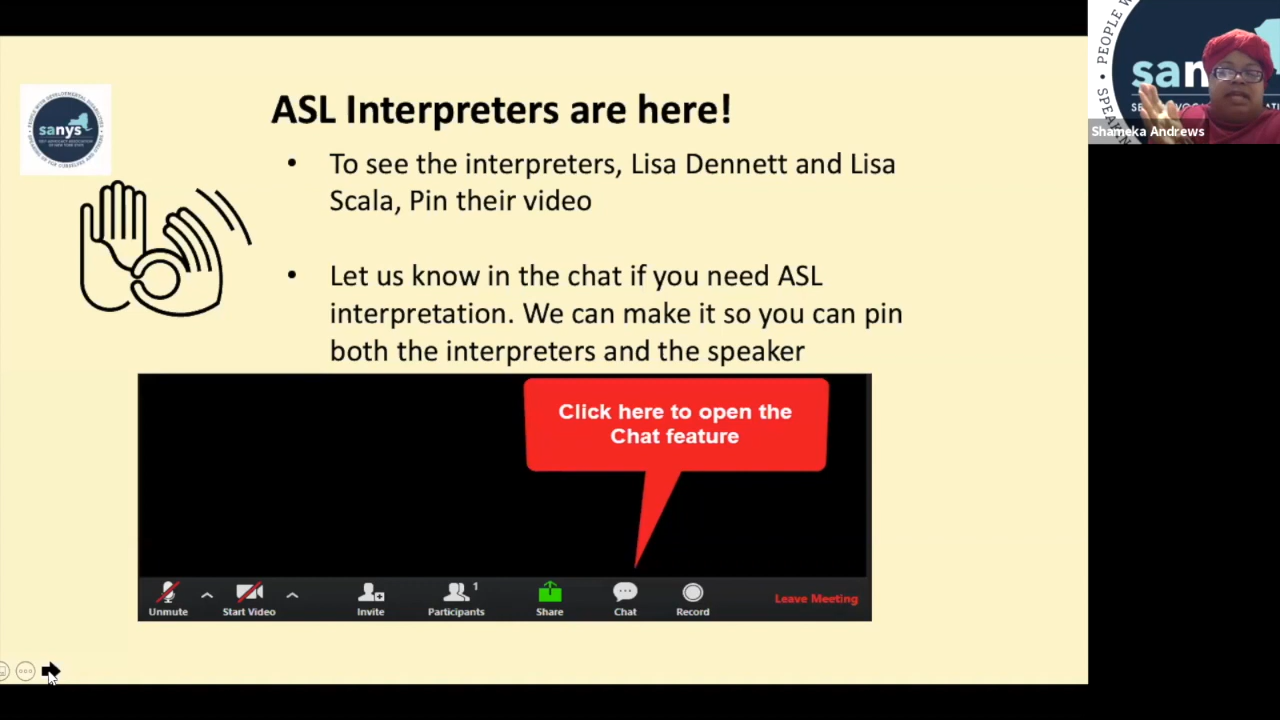 ASL Interpreters are here!
• To see the interpreters, Lisa Dennett and Lisa
Scala, Pin their video
• Let us know in the chat if you need ASL
interpretation. We can make it so you can pin
both the interpreters and the speaker
Click here to open the
Chat feature
Unmute
Start Video
Invite
Participants
1
Share
Chat
Record
Leave Meeting
sanys
PEOPLE W
san
SPEAKIN
Shameka Andrews